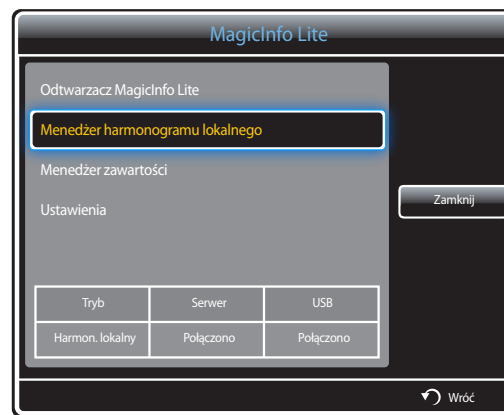 MagicInfo Lite
Odtwarzacz MagicInfo Lite
Menedżer harmonogramu lokalnego
Menedżer zawartości
Ustawienia
Zamknij
Tryb Serwer USB
Harmon. lokalny Połączono Połączono
Wróć